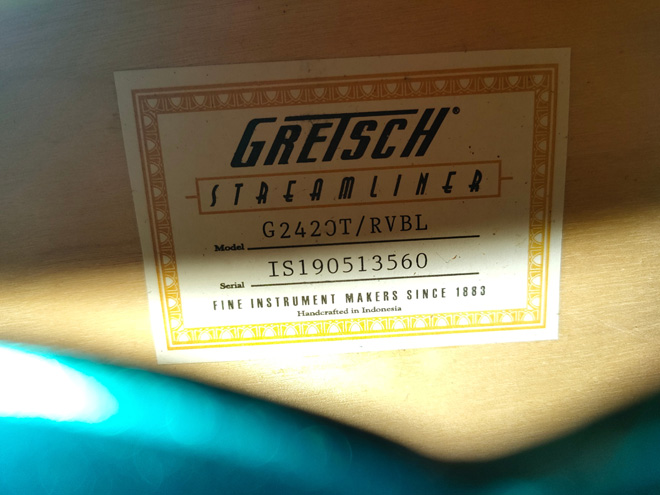 GRETSCH®
STREAMLINER
Model G2420T/RVBL
Serial IS190513560
FINE INSTRUMENT MAKERS SINCE 1883
Handcrafted in Indonesia